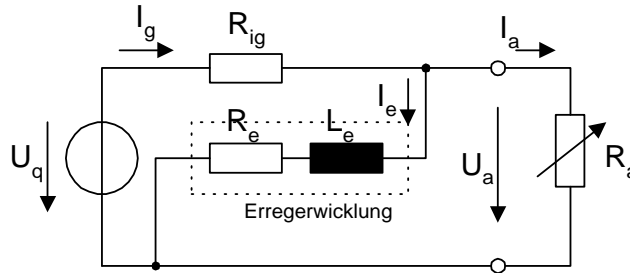 I_g
R_ig
I_a
I_e
R_e
L_e
U_q
U_a
R_a
Erregerwicklung